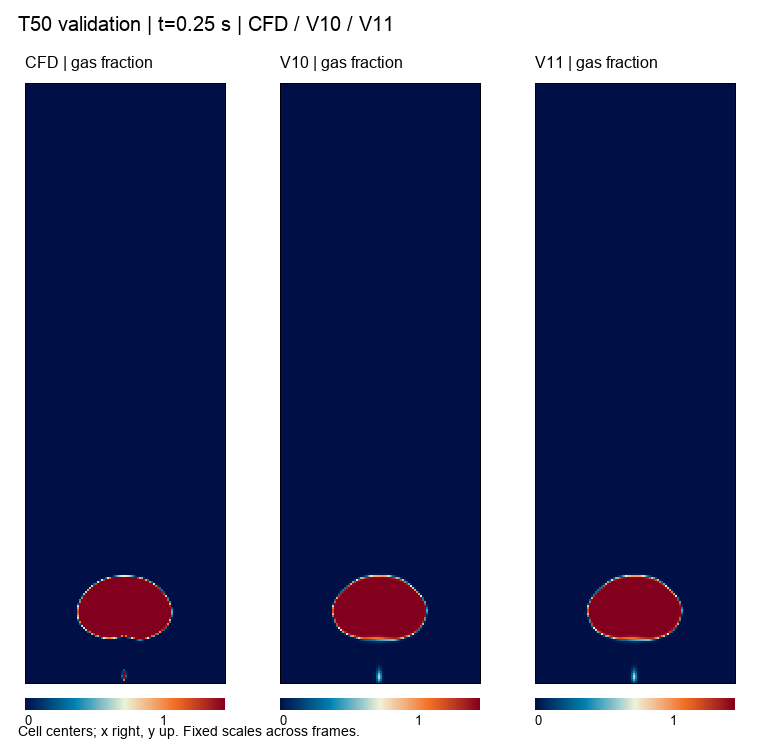 T50 validation | t=0.25 s | CFD / V10 / V11
CFD | gas fraction
V10 | gas fraction
V11 | gas fraction
0 1
0 1
0 1
Cell centers; x right, y up. Fixed scales across frames.